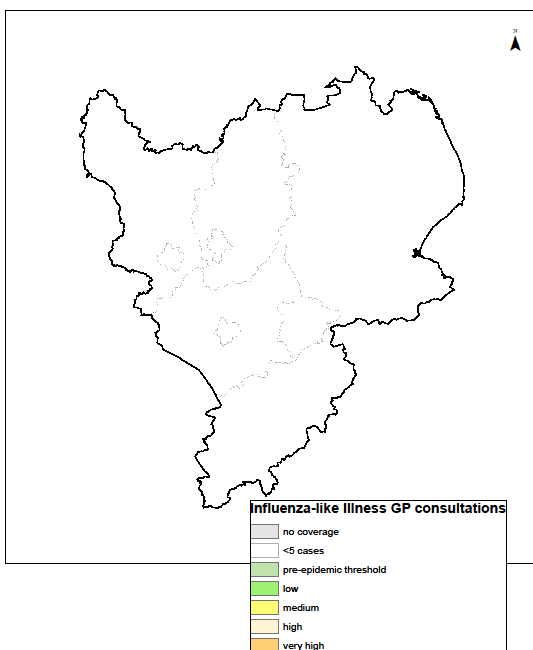 N
Influenza-like Illness GP consultations
no coverage
<5 cases
pre-epidemic threshold
low
medium
high
very high